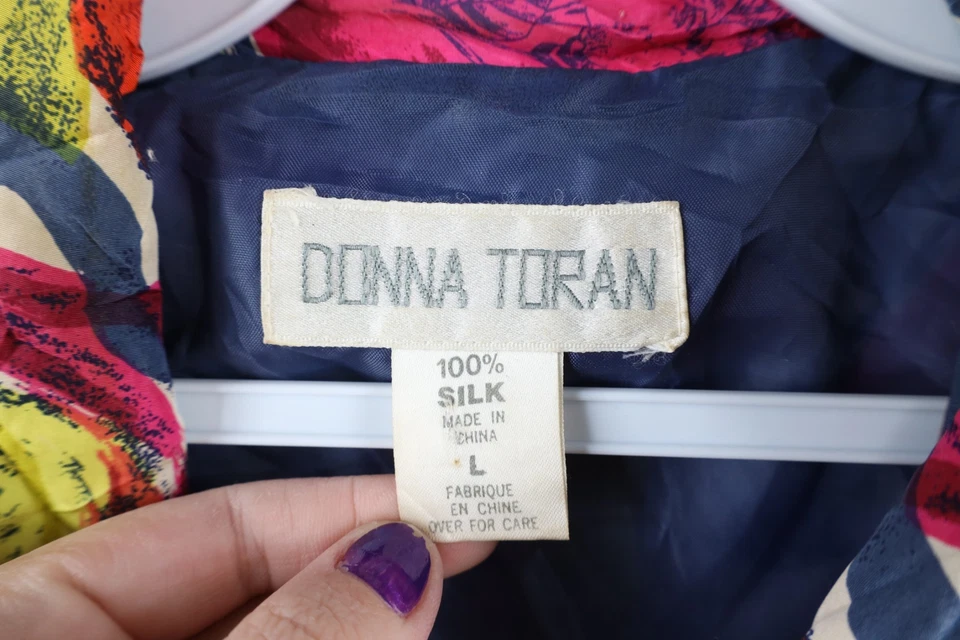 DONNA TORAN
100%
SILK
MADE IN
CHINA
L
FABRIQUE
EN CHINE
OVER FOR CARE